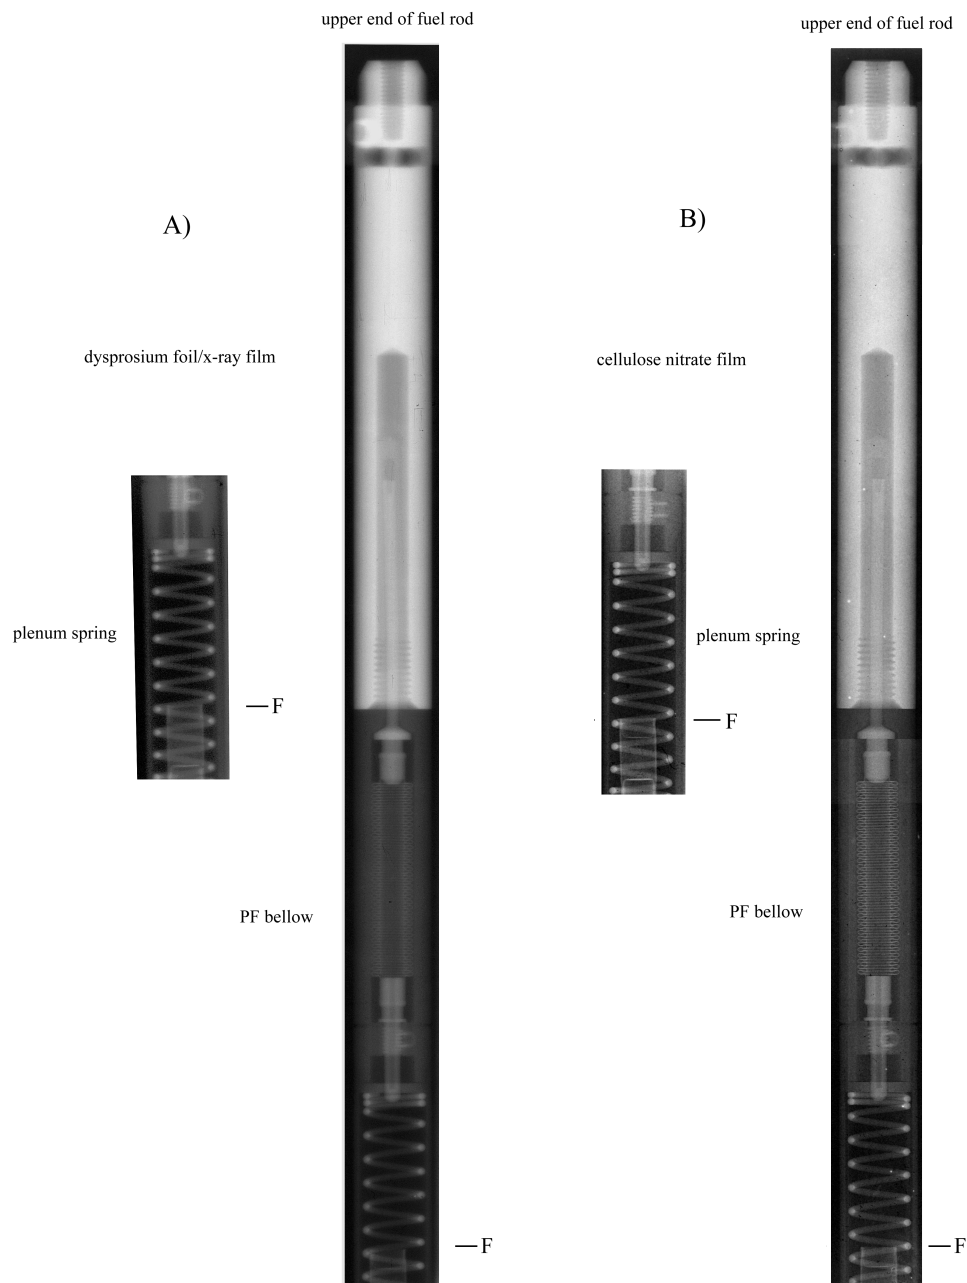 upper end of fuel rod
A)
dysprosium foil/x-ray film
plenum spring
F
PF bellow
F
upper end of fuel rod
B)
cellulose nitrate film
plenum spring
F
PF bellow
F